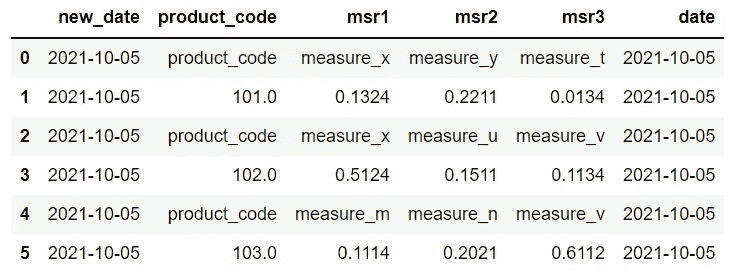 new_date product_code msr1 msr2 msr3 date
0 2021-10-05 product_code measure_x measure_y measure_t 2021-10-05
1 2021-10-05 101.0 0.1324 0.2211 0.0134 2021-10-05
2 2021-10-05 product_code measure_x measure_u measure_v 2021-10-05
3 2021-10-05 102.0 0.5124 0.1511 0.1134 2021-10-05
4 2021-10-05 product_code measure_m measure_n measure_v 2021-10-05
5 2021-10-05 103.0 0.1114 0.2021 0.6112 2021-10-05